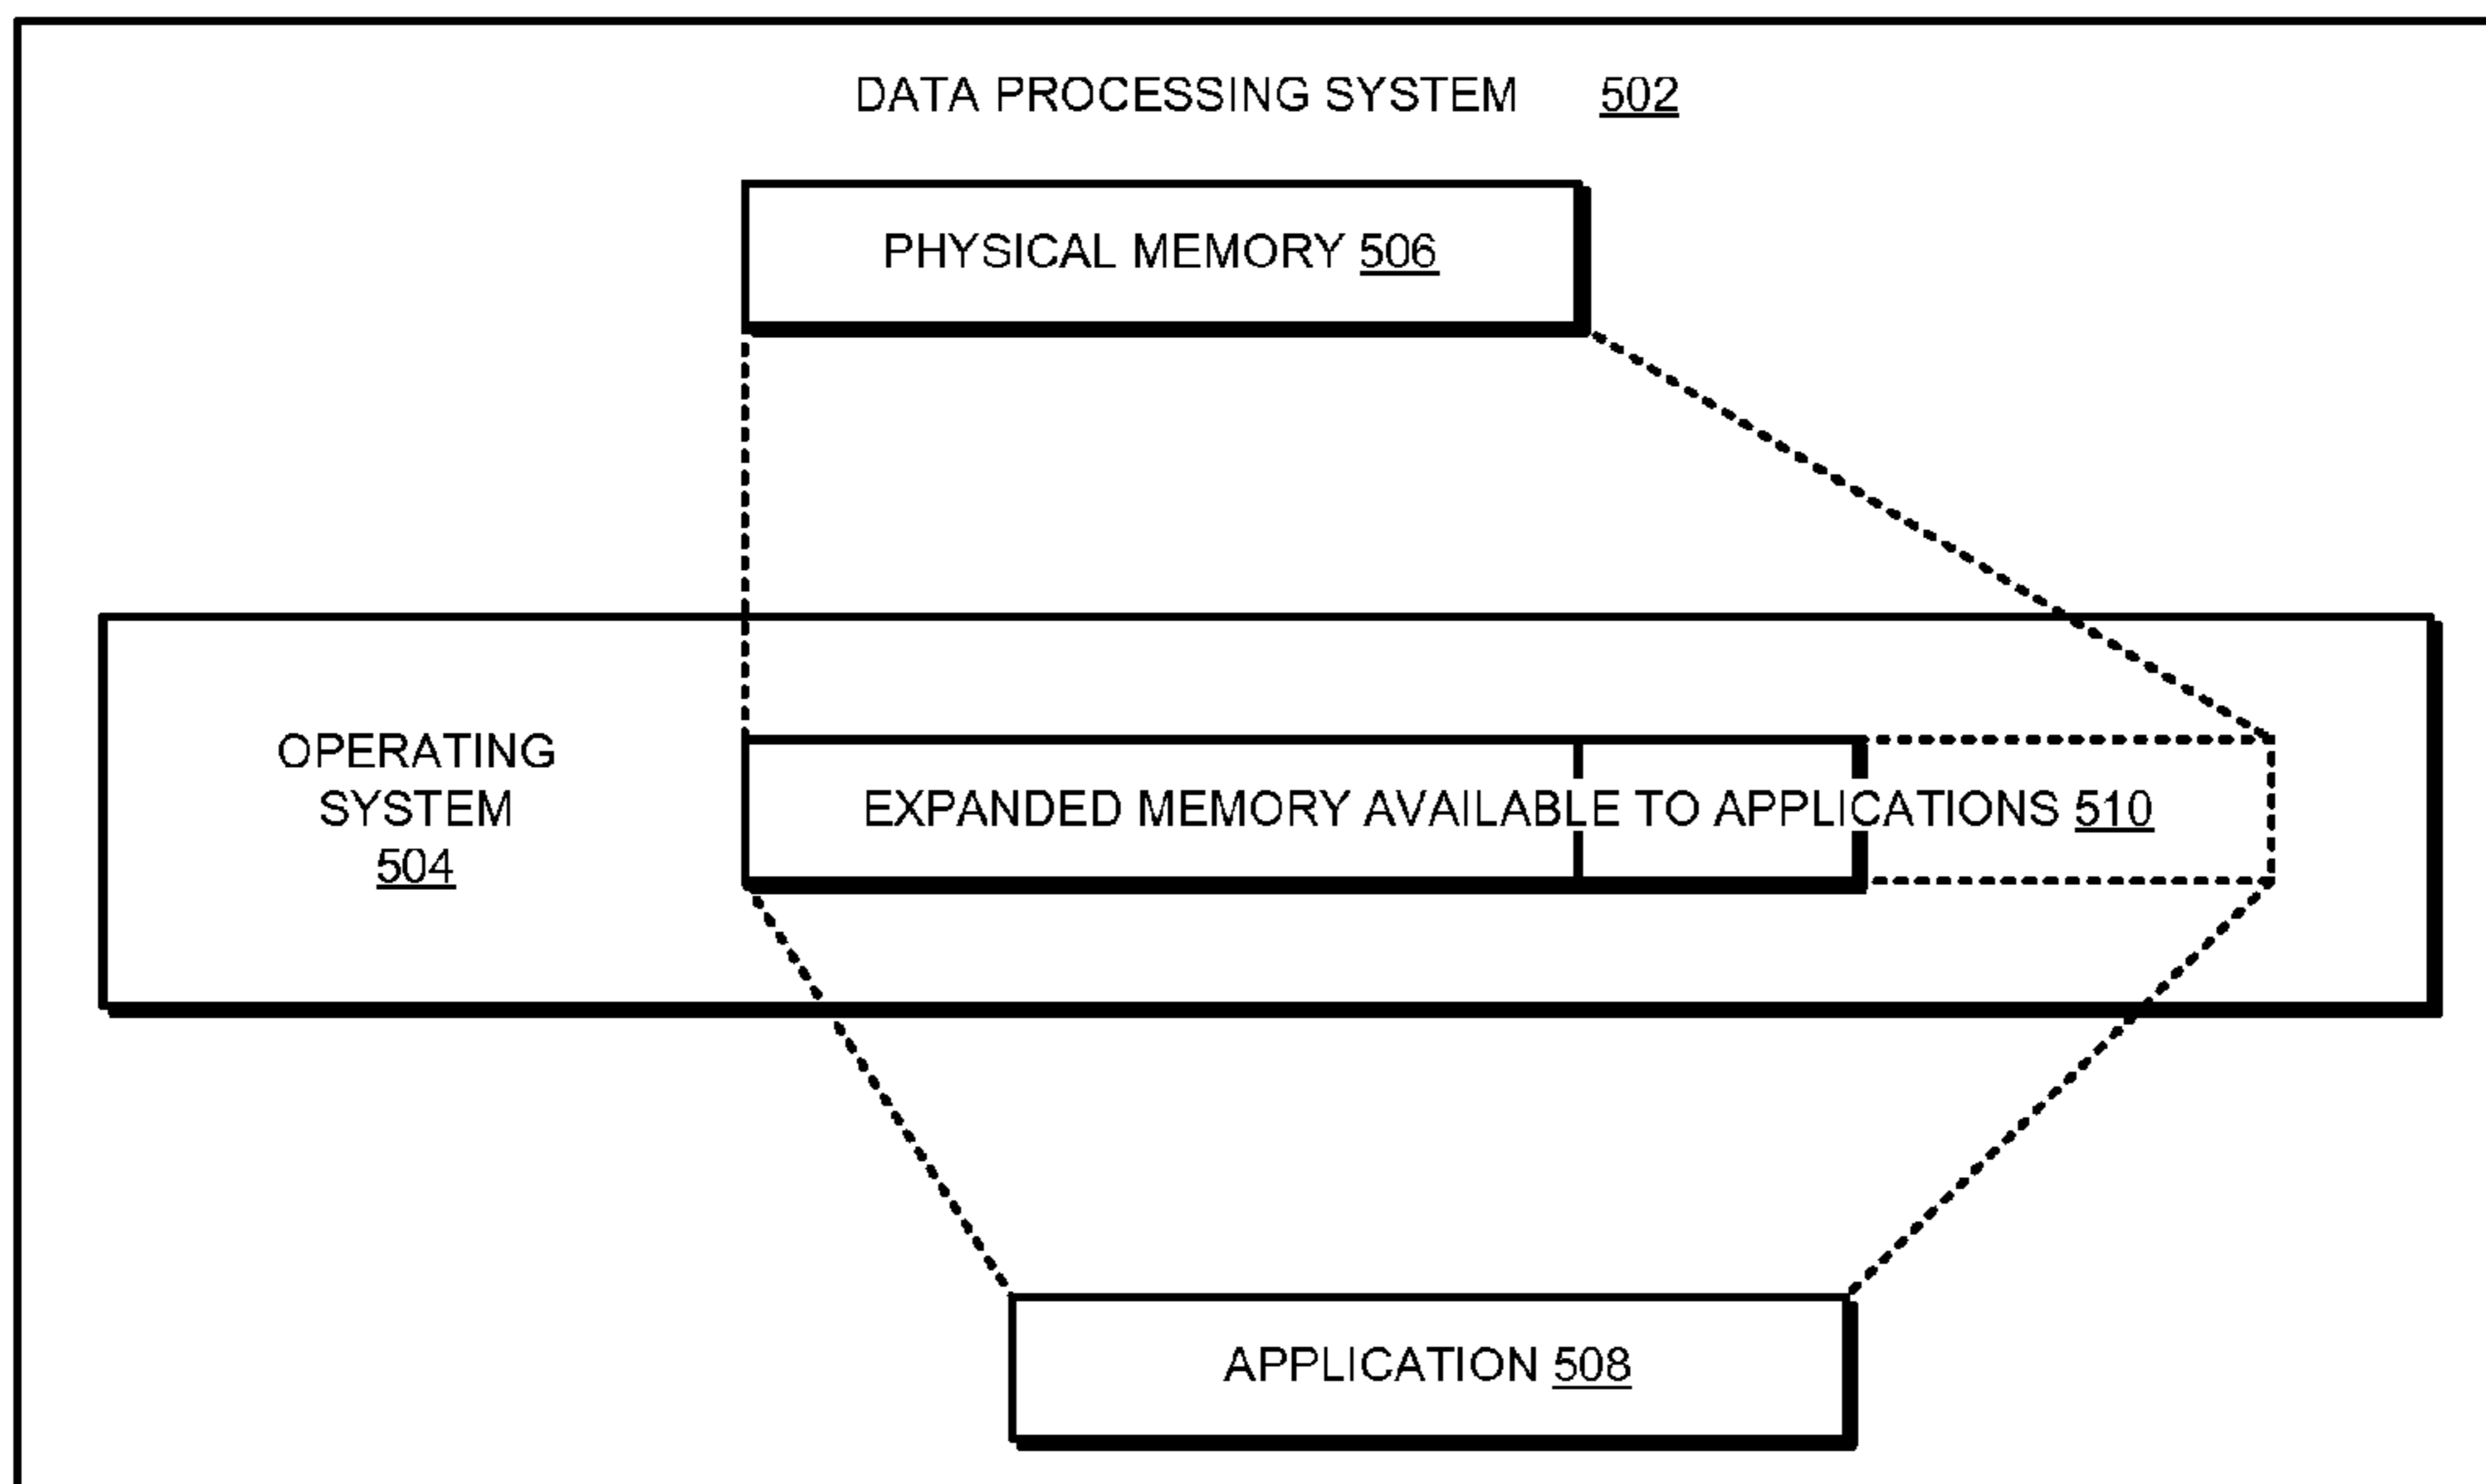 DATA PROCESSING SYSTEM 502
PHYSICAL MEMORY 506
OPERATING
SYSTEM
504
EXPANDED MEMORY AVAILABLE TO APPLICATIONS 510
APPLICATION 508